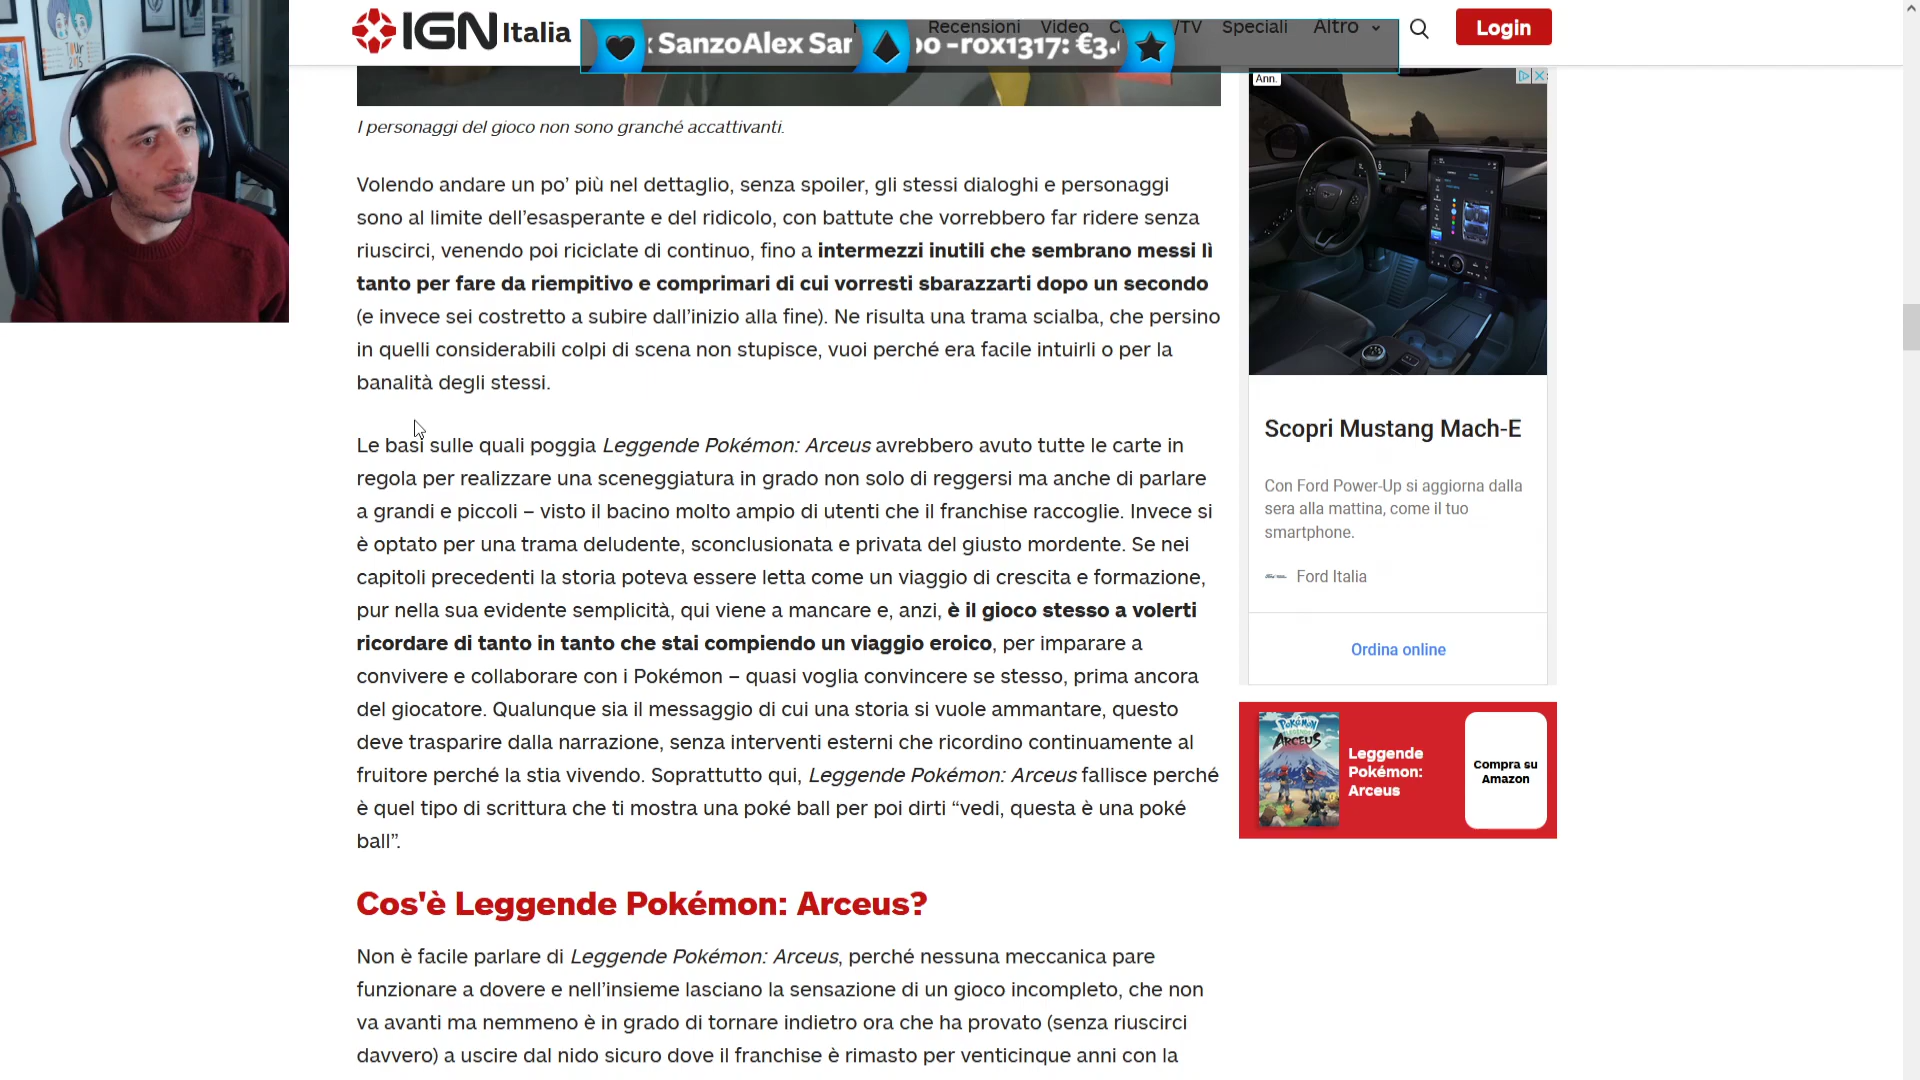 TOUR
2015
IGN Italia
Recensioni Video /TV Speciali Altro
Login
SanzoAlex San
-rox1317: €3.
Ann.
I personaggi del gioco non sono granché accattivanti.
Volendo andare un po’ più nel dettaglio, senza spoiler, gli stessi dialoghi e personaggi
sono al limite dell’esasperante e del ridicolo, con battute che vorrebbero far ridere senza
riuscirci, venendo poi riciclate di continuo, fino a intermezzi inutili che sembrano messi lì
tanto per fare da riempitivo e comprimari di cui vorresti sbarazzarti dopo un secondo
(e invece sei costretto a subire dall’inizio alla fine). Ne risulta una trama scialba, che persino
in quelli considerabili colpi di scena non stupisce, vuoi perché era facile intuirli o per la
banalità degli stessi.
Le basi sulle quali poggia Leggende Pokémon: Arceus avrebbero avuto tutte le carte in
regola per realizzare una sceneggiatura in grado non solo di reggersi ma anche di parlare
a grandi e piccoli – visto il bacino molto ampio di utenti che il franchise raccoglie. Invece si
è optato per una trama deludente, sconclusionata e privata del giusto mordente. Se nei
capitoli precedenti la storia poteva essere letta come un viaggio di crescita e formazione,
pur nella sua evidente semplicità, qui viene a mancare e, anzi, è il gioco stesso a volerti
ricordare di tanto in tanto che stai compiendo un viaggio eroico, per imparare a
convivere e collaborare con i Pokémon – quasi voglia convincere se stesso, prima ancora
del giocatore. Qualunque sia il messaggio di cui una storia si vuole ammantare, questo
deve trasparire dalla narrazione, senza interventi esterni che ricordino continuamente al
fruitore perché la stia vivendo. Soprattutto qui, Leggende Pokémon: Arceus fallisce perché
è quel tipo di scrittura che ti mostra una poké ball per poi dirti “vedi, questa è una poké
ball”.
Cos'è Leggende Pokémon: Arceus?
Non è facile parlare di Leggende Pokémon: Arceus, perché nessuna meccanica pare
funzionare a dovere e nell’insieme lasciano la sensazione di un gioco incompleto, che non
va avanti ma nemmeno è in grado di tornare indietro ora che ha provato (senza riuscirci
davvero) a uscire dal nido sicuro dove il franchise è rimasto per venticinque anni con la
Scopri Mustang Mach-E
Con Ford Power-Up si aggiorna dalla
sera alla mattina, come il tuo
smartphone.
Ford Italia
Ordina online
POKÉMON
ARCEUS
Leggende
Pokémon:
Arceus
Compra su
Amazon